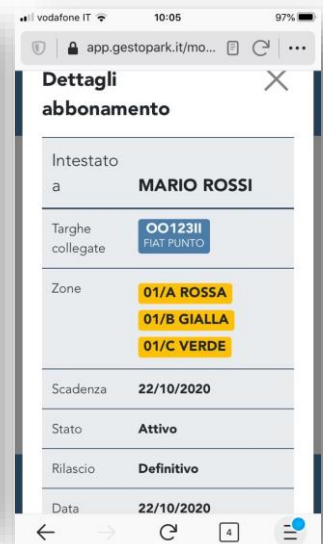 vodafone IT 10:05 97%
app.gestopark.it/mo...
Dettagli
abbonamento
Intestato
a MARIO ROSSI
Targhe
collegate
OO123II
FIAT PUNTO
Zone
01/A ROSSA
01/B GIALLA
01/C VERDE
Scadenza 22/10/2020
Stato Attivo
Rilascio Definitivo
Data 22/10/2020
4